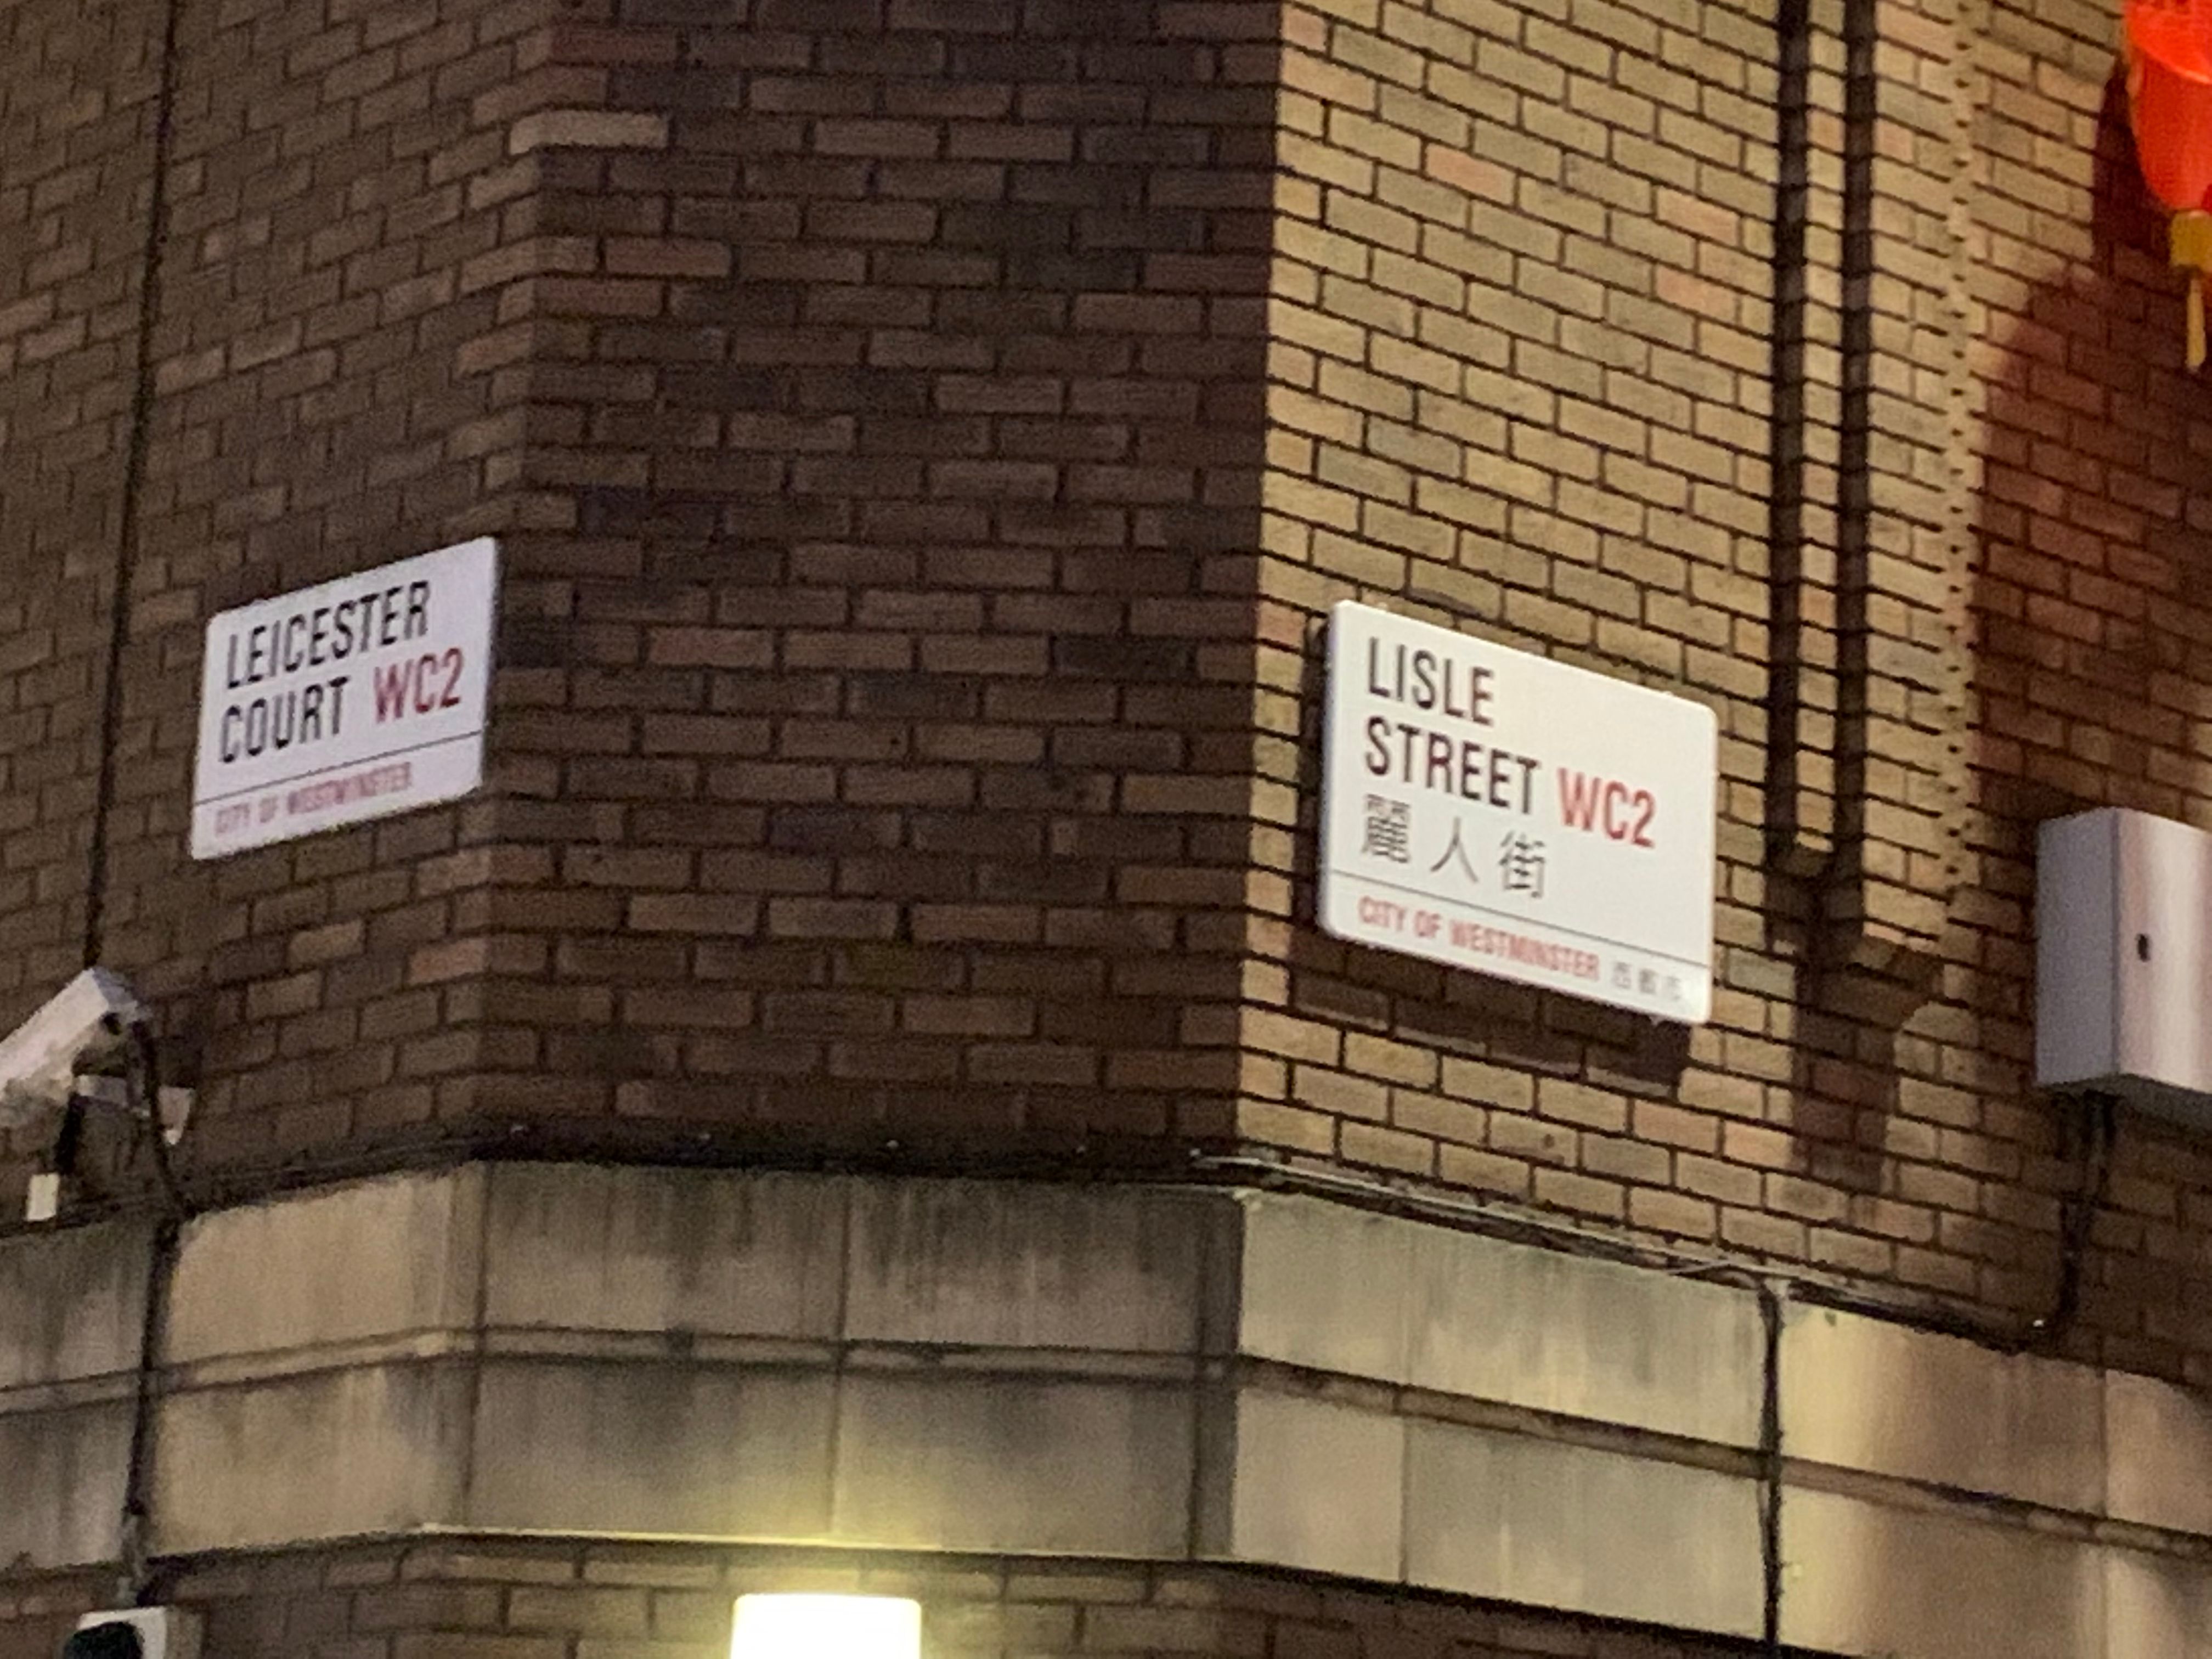 LEICESTER
COURT WC2
CITY OF WESTMINSTER
LISLE
STREET WC2
麗人街
CITY OF WESTMINSTER 西敏市